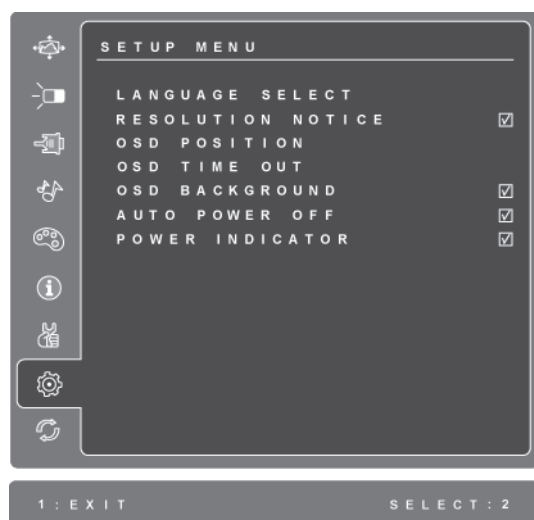 SETUP MENU
LANGUAGE SELECT
RESOLUTION NOTICE ☑
OSD POSITION
OSD TIME OUT
OSD BACKGROUND ☑
AUTO POWER OFF ☑
POWER INDICATOR ☑
1:EXIT SELECT:2